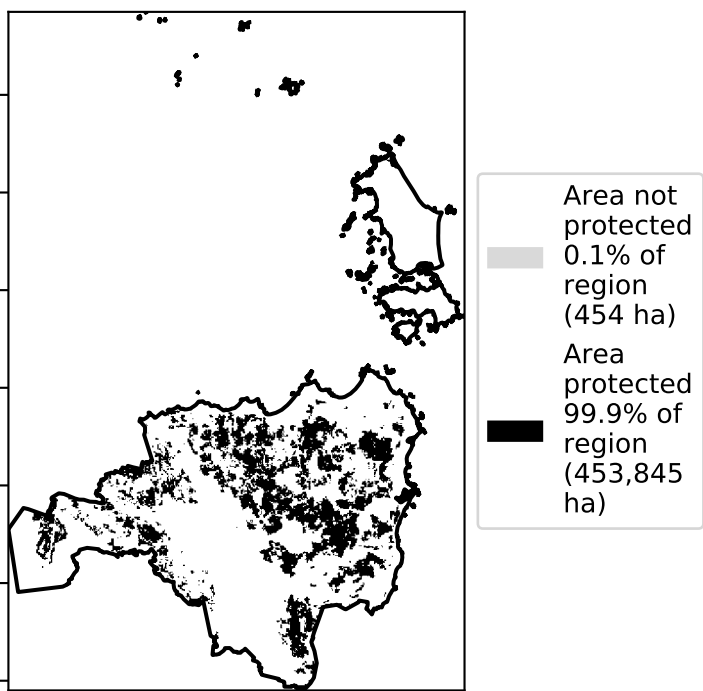 Area not
protected
0.1% of
region
(454 ha)
Area
protected
99.9% of
region
(453,845
ha)